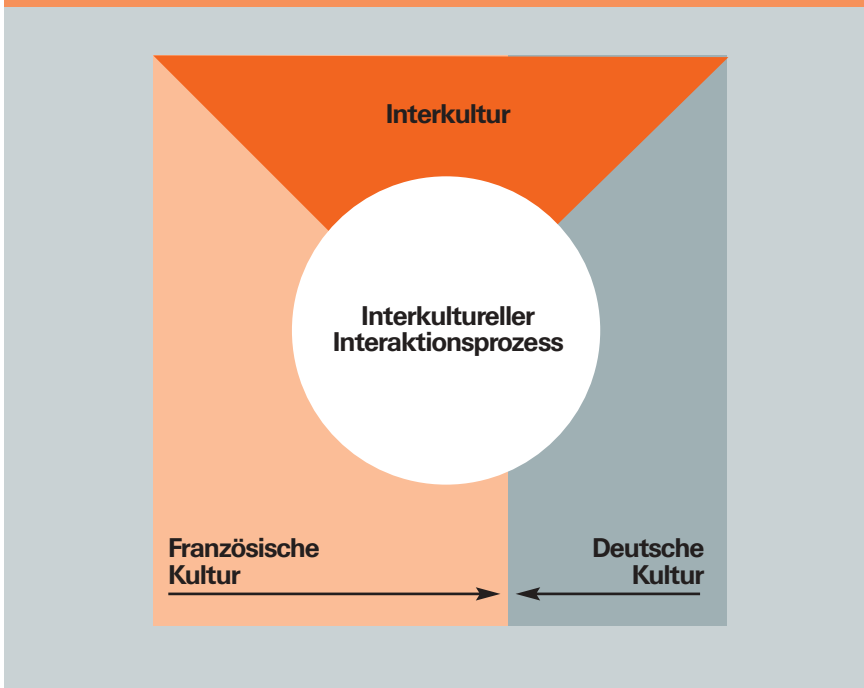 Interkultur
Interkultureller
Interaktionsprozess
Französische
Kultur
Deutsche
Kultur